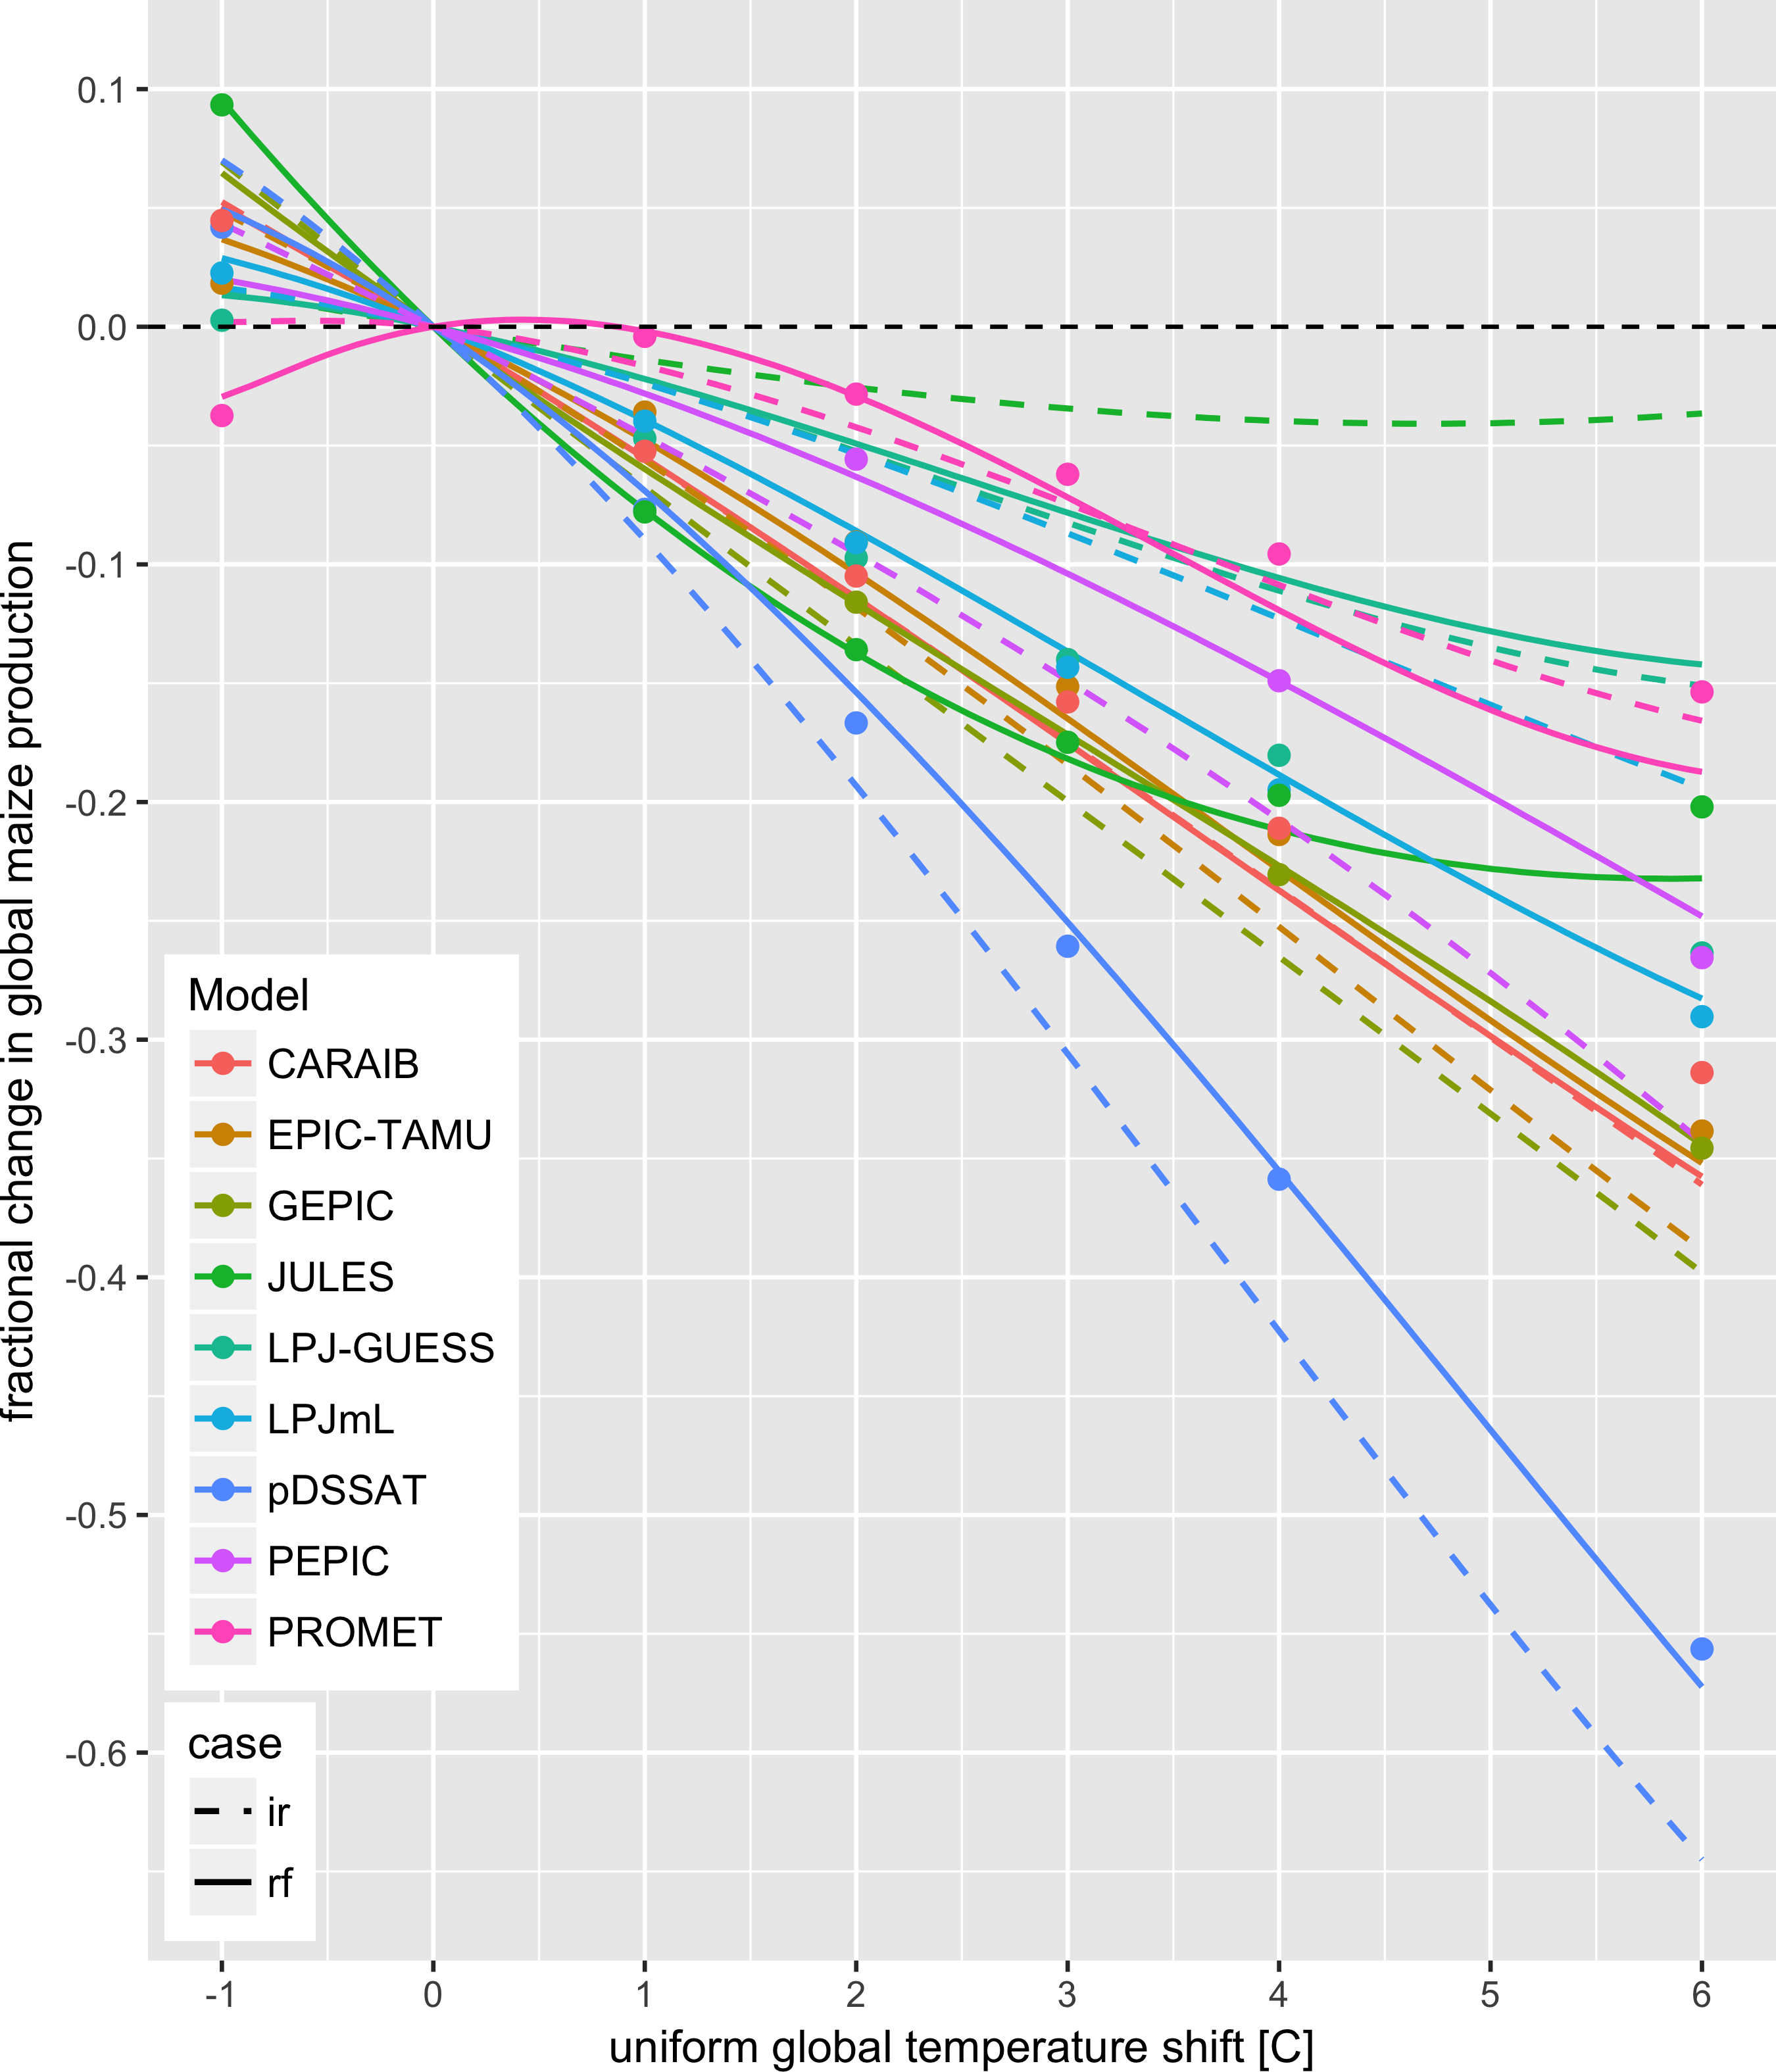 fractional change in global maize production
0.1
0.0
-0.1
-0.2
-0.3
-0.4
-0.5
-0.6
Model
CARAIB
EPIC-TAMU
GEPIC
JULES
LPJ-GUESS
LPJmL
pDSSAT
PEPIC
PROMET
case
ir
rf
-1 0 1 2 3 4 5 6
uniform global temperature shift [C]